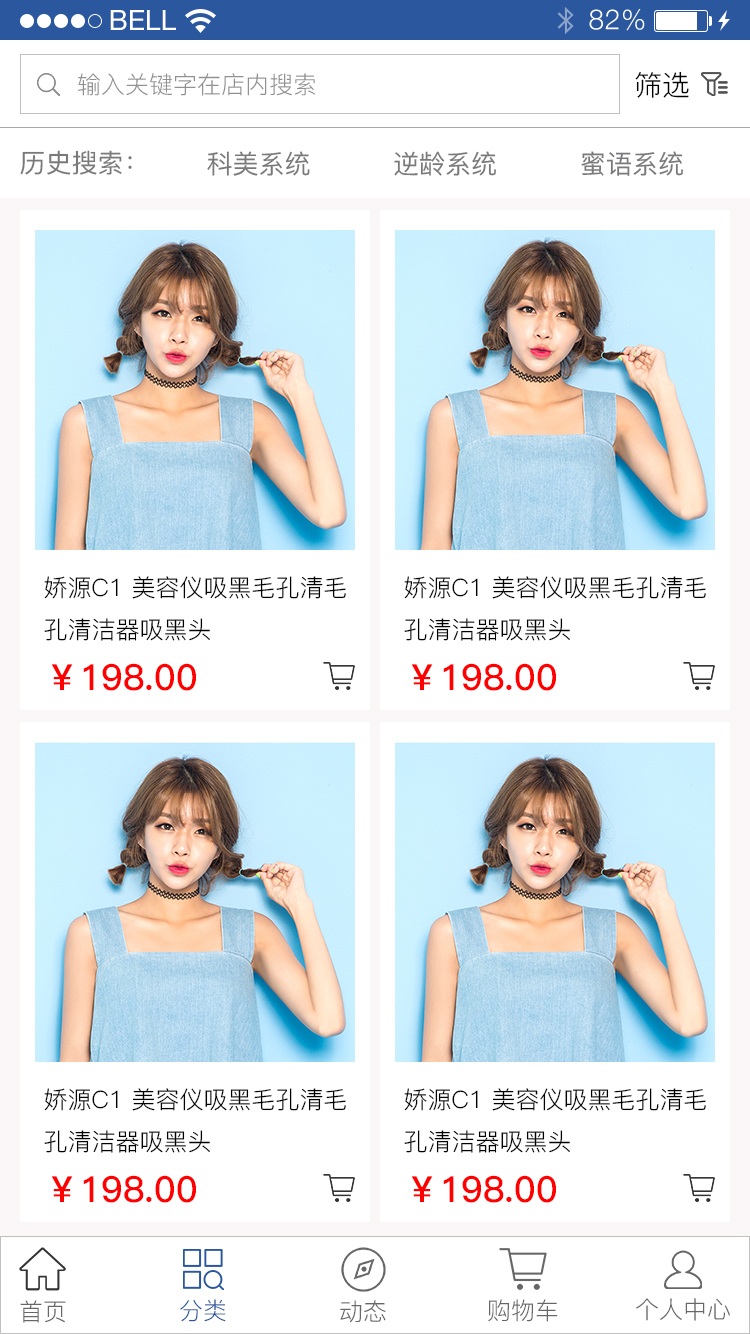 BELL 82%
输入关键字在店内搜索 筛选
历史搜索: 科美系统 逆龄系统 蜜语系统
娇源C1 美容仪吸黑毛孔清毛
孔清洁器吸黑头
¥198.00
娇源C1 美容仪吸黑毛孔清毛
孔清洁器吸黑头
¥198.00
娇源C1 美容仪吸黑毛孔清毛
孔清洁器吸黑头
¥198.00
娇源C1 美容仪吸黑毛孔清毛
孔清洁器吸黑头
¥198.00
首页 分类 动态 购物车 个人中心